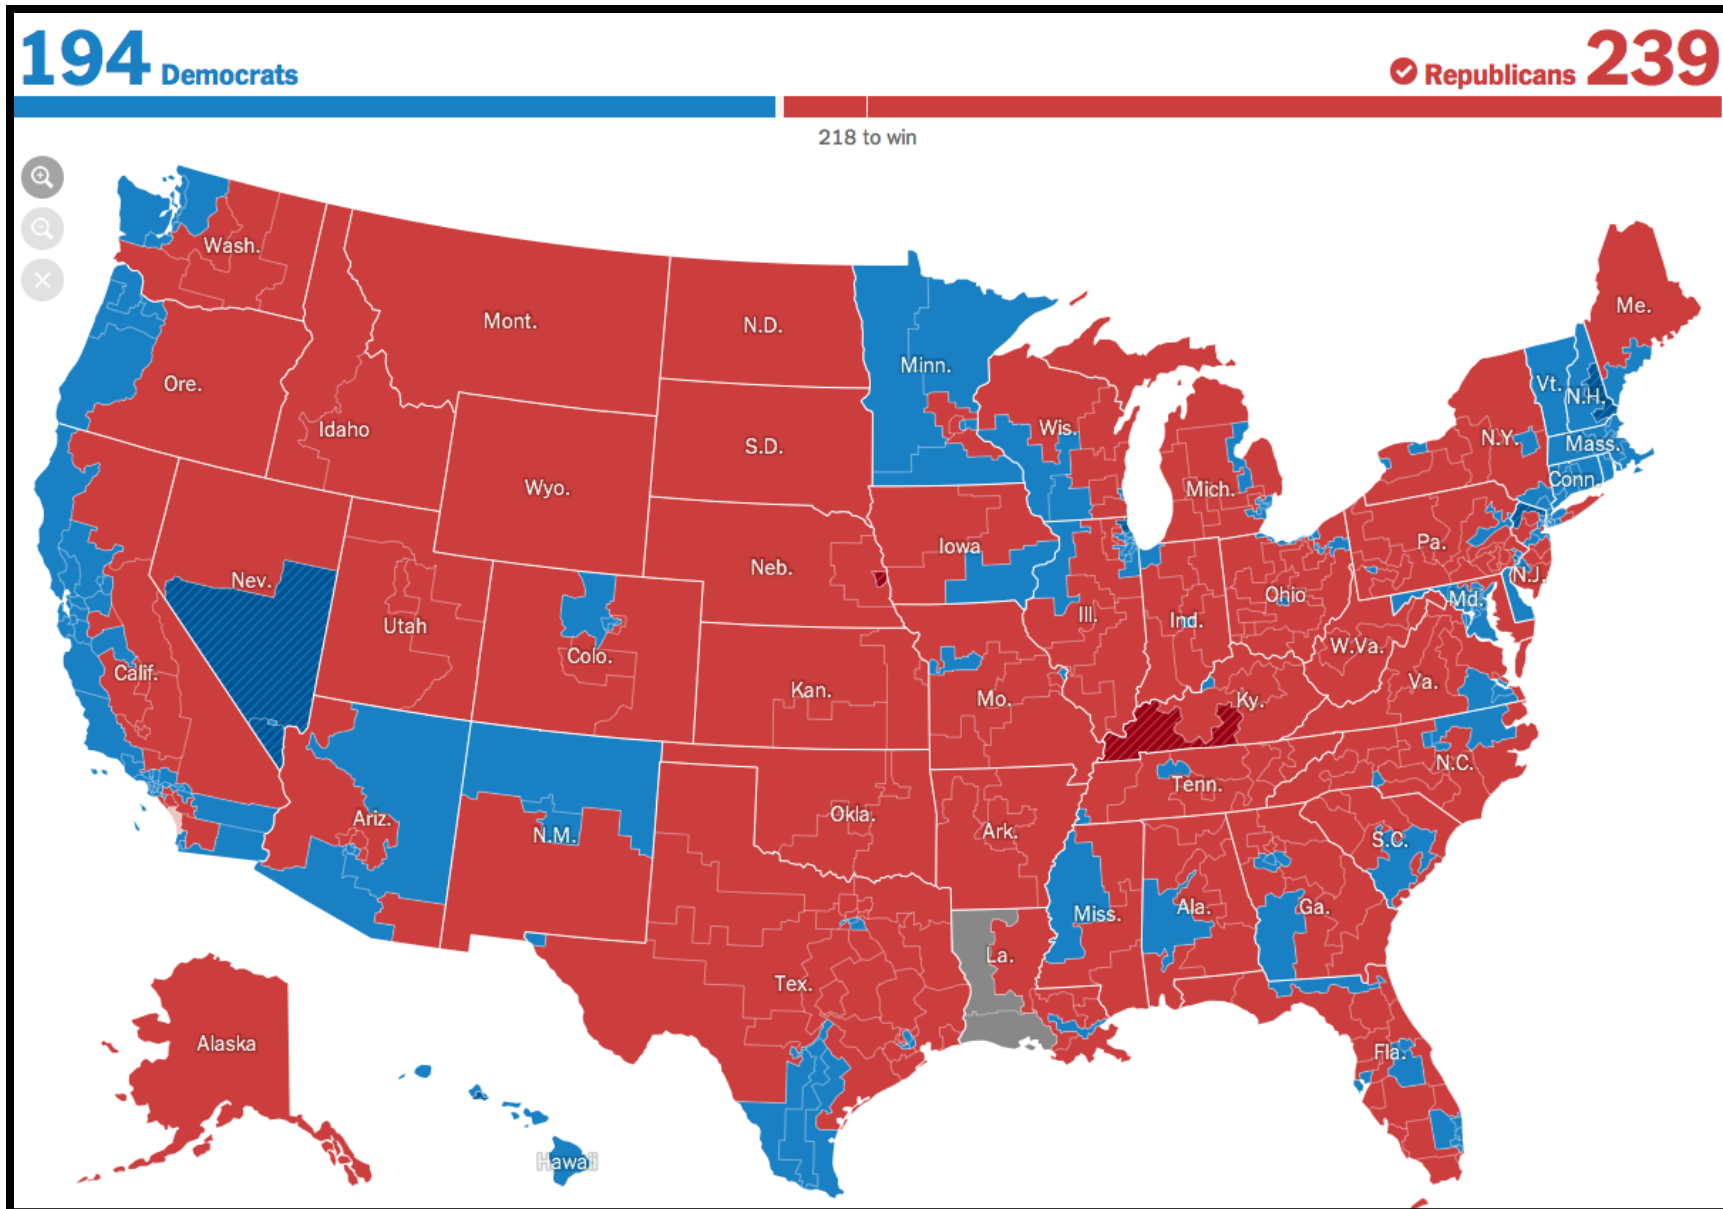 194 Democrats
Republicans 239
218 to win
Wash.
Mont.
N.D.
Minn.
Me.
Ore.
Idaho
S.D.
Wis.
Vt.
N.H.
N.Y.
Mass.
Mich.
Conn.
Wyo.
Iowa
Pa.
Nev.
Neb.
N.J.
Utah
Ill.
Ind.
Ohio
Md.
Colo.
W.Va.
Calif.
Kan.
Mo.
Ky.
Va.
N.C.
Ariz.
N.M.
Okla.
Ark.
Tenn.
S.C.
Miss.
Ala.
Ga.
La.
Tex.
Alaska
Fla.
Hawaii